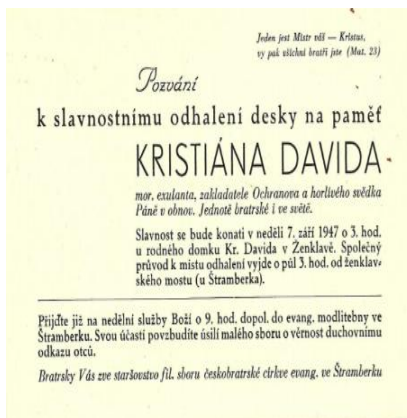 Jeden jest Mistr váš — Kristus,
vy pak všichni bratří jste (Mat. 23)
Pozvání
k slavnostnímu odhalení desky na paměť
KRISTIÁNA DAVIDA
mor. exulanta, zakladatele Ochranova a horlivého svědka
Páně v obnov. Jednotě bratrské i ve světě.
Slavnost se bude konati v neděli 7. září 1947 o 3. hod.
u rodného domku Kr. Davida v Ženklavě. Společný
průvod k místu odhalení vyjde o půl 3. hod. od ženklav-
ského mostu (u Štramberka).
Přijďte již na nedělní služby Boží o 9. hod. dopol. do evang. modlitebny ve
Štramberku. Svou účastí povzbudíte úsilí malého sboru o věrnost duchovnímu
odkazu otců.
Bratrsky Vás zve staršovstvo fil. sboru českobratrské církve evang. ve Štramberku